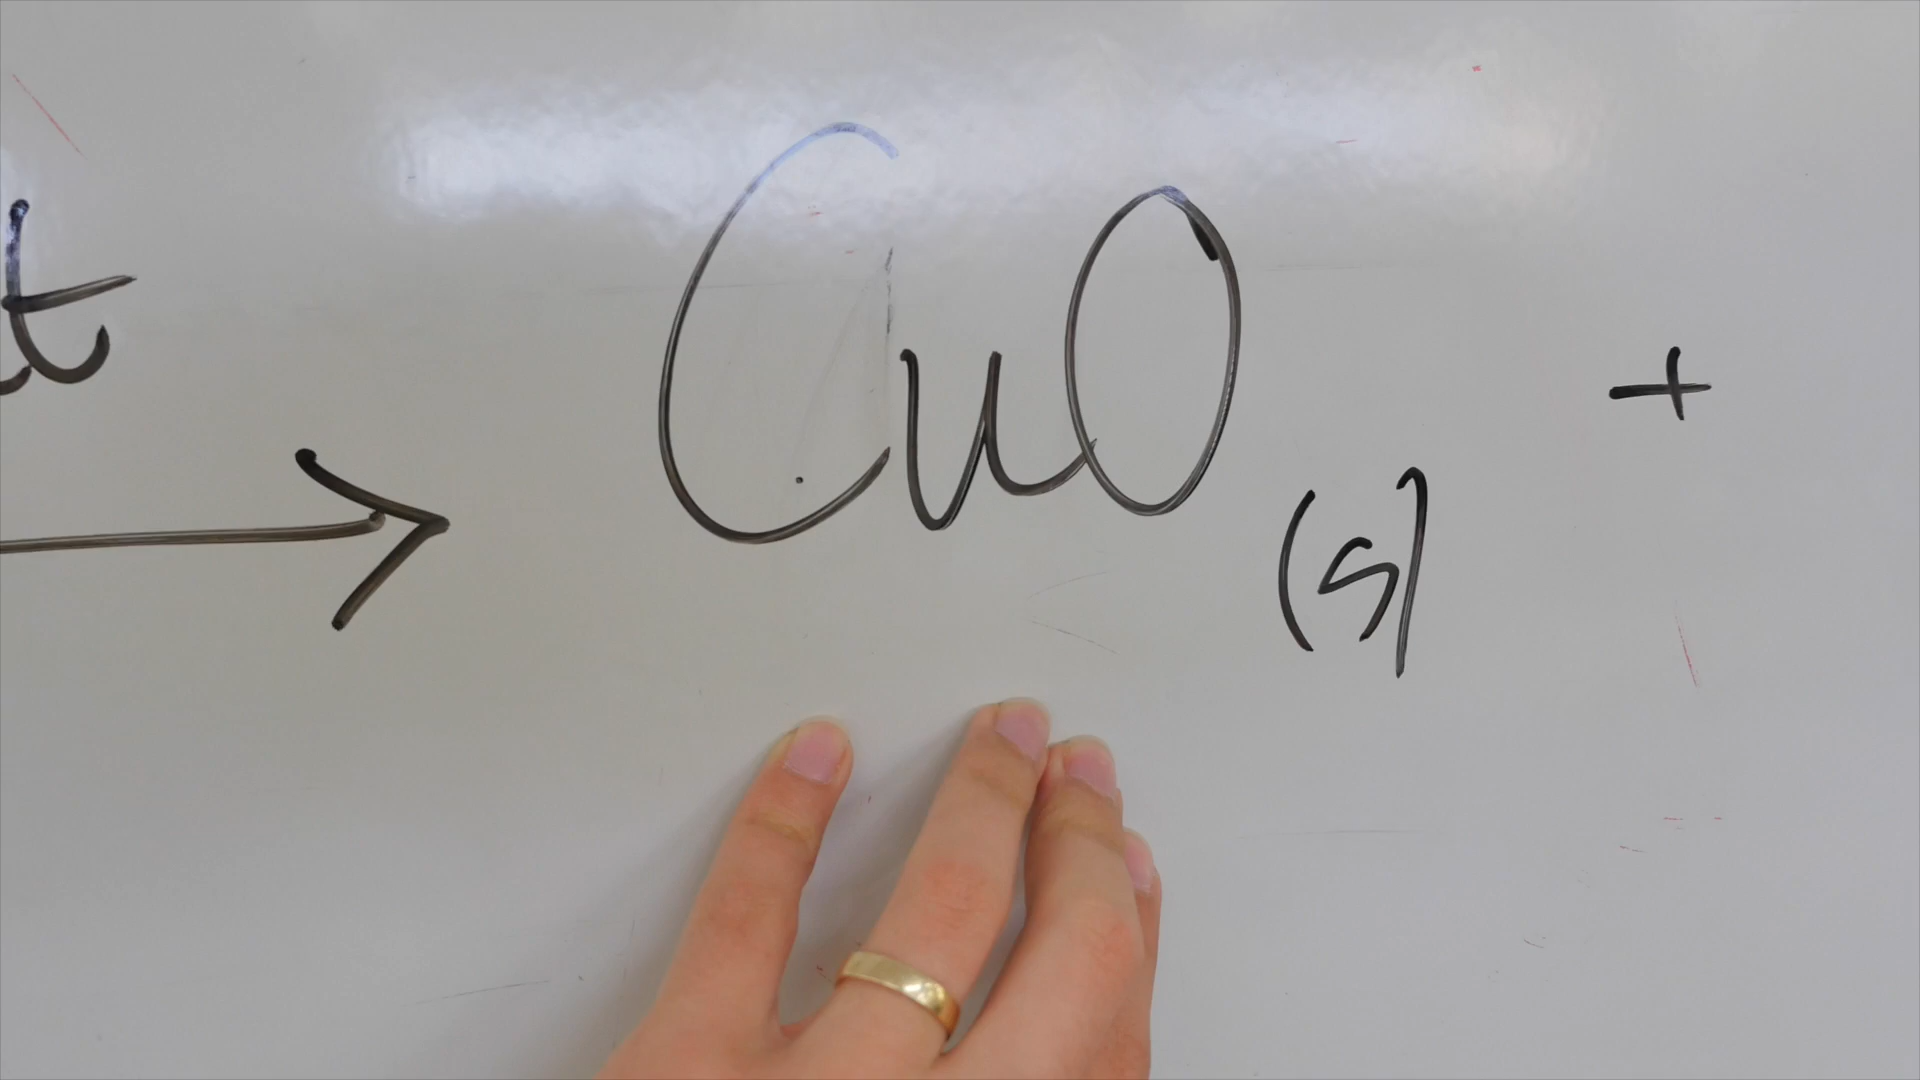 → CuO(s) +